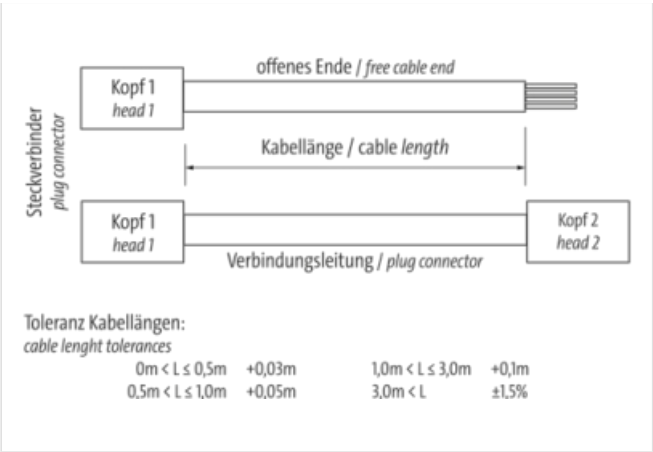 offenes Ende / free cable end
Kopf 1
head 1
Steckverbinder
plug connector
Kabellänge / cable length
Kopf 1
head 1
Kopf 2
head 2
Verbindungsleitung / plug connector
Toleranz Kabellängen:
cable lenght tolerances
0m < L ≤ 0,5m +0,03m 1,0m < L ≤ 3,0m +0,1m
0.5m < L ≤ 1,0m +0,05m 3,0m < L ±1.5%